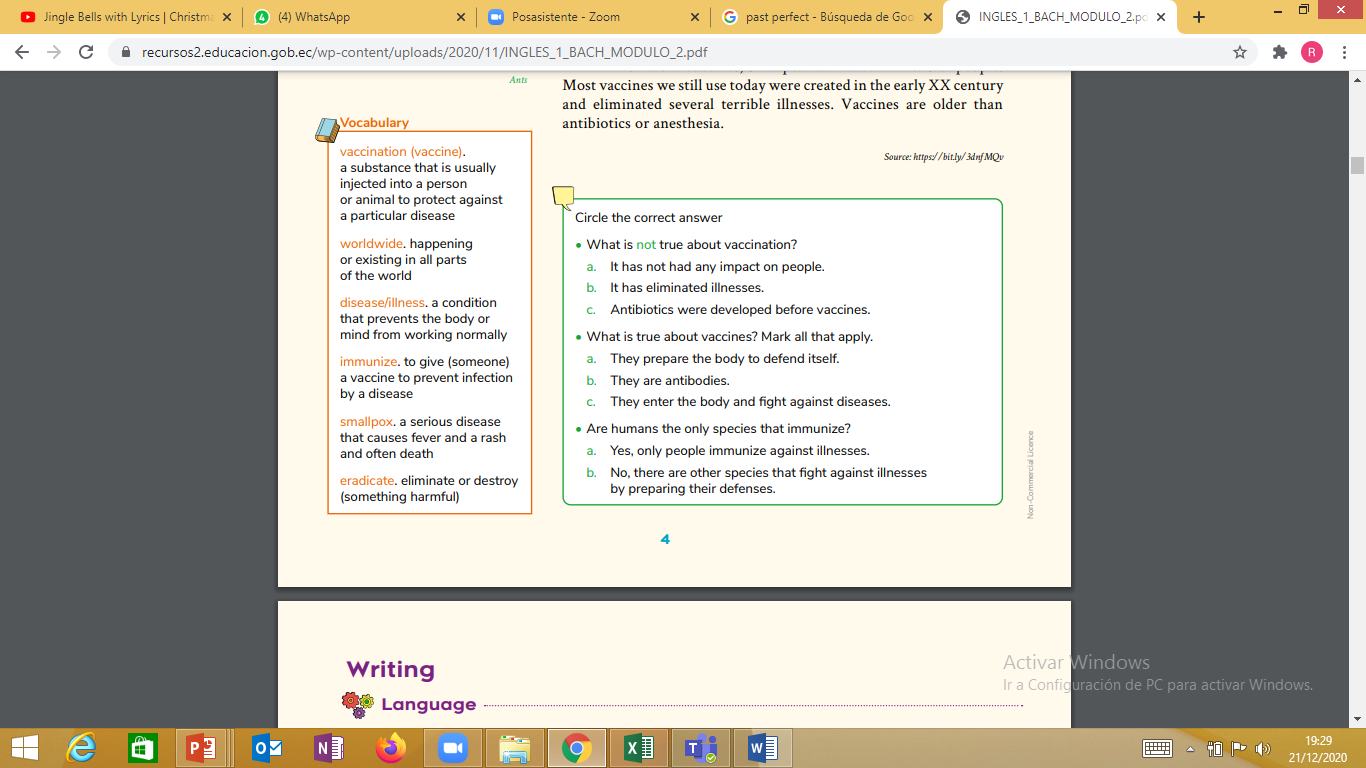 Jingle Bells with Lyrics | Christma
(4) WhatsApp
Posasistente - Zoom
past perfect - Búsqueda de Goo
INGLES_1_BACH_MODULO_2.pd
recursos2.educacion.gob.ec/wp-content/uploads/2020/11/INGLES_1_BACH_MODULO_2.pdf
R
Ants
Most vaccines we still use today were created in the early XX century
and eliminated several terrible illnesses. Vaccines are older than
antibiotics or anesthesia.
Source: https://bit.ly/3dnfMQv
Vocabulary
vaccination (vaccine).
a substance that is usually
injected into a person
or animal to protect against
a particular disease
worldwide. happening
or existing in all parts
of the world
disease/illness. a condition
that prevents the body or
mind from working normally
immunize. to give (someone)
a vaccine to prevent infection
by a disease
smallpox. a serious disease
that causes fever and a rash
and often death
eradicate. eliminate or destroy
(something harmful)
Circle the correct answer
• What is not true about vaccination?
a. It has not had any impact on people.
b. It has eliminated illnesses.
c. Antibiotics were developed before vaccines.
• What is true about vaccines? Mark all that apply.
a. They prepare the body to defend itself.
b. They are antibodies.
c. They enter the body and fight against diseases.
• Are humans the only species that immunize?
a. Yes, only people immunize against illnesses.
b. No, there are other species that fight against illnesses
by preparing their defenses.
Non-Commercial Licence
4
Writing
Language
Activar Windows
Ir a Configuración de PC para activar Windows.
19:29
21/12/2020